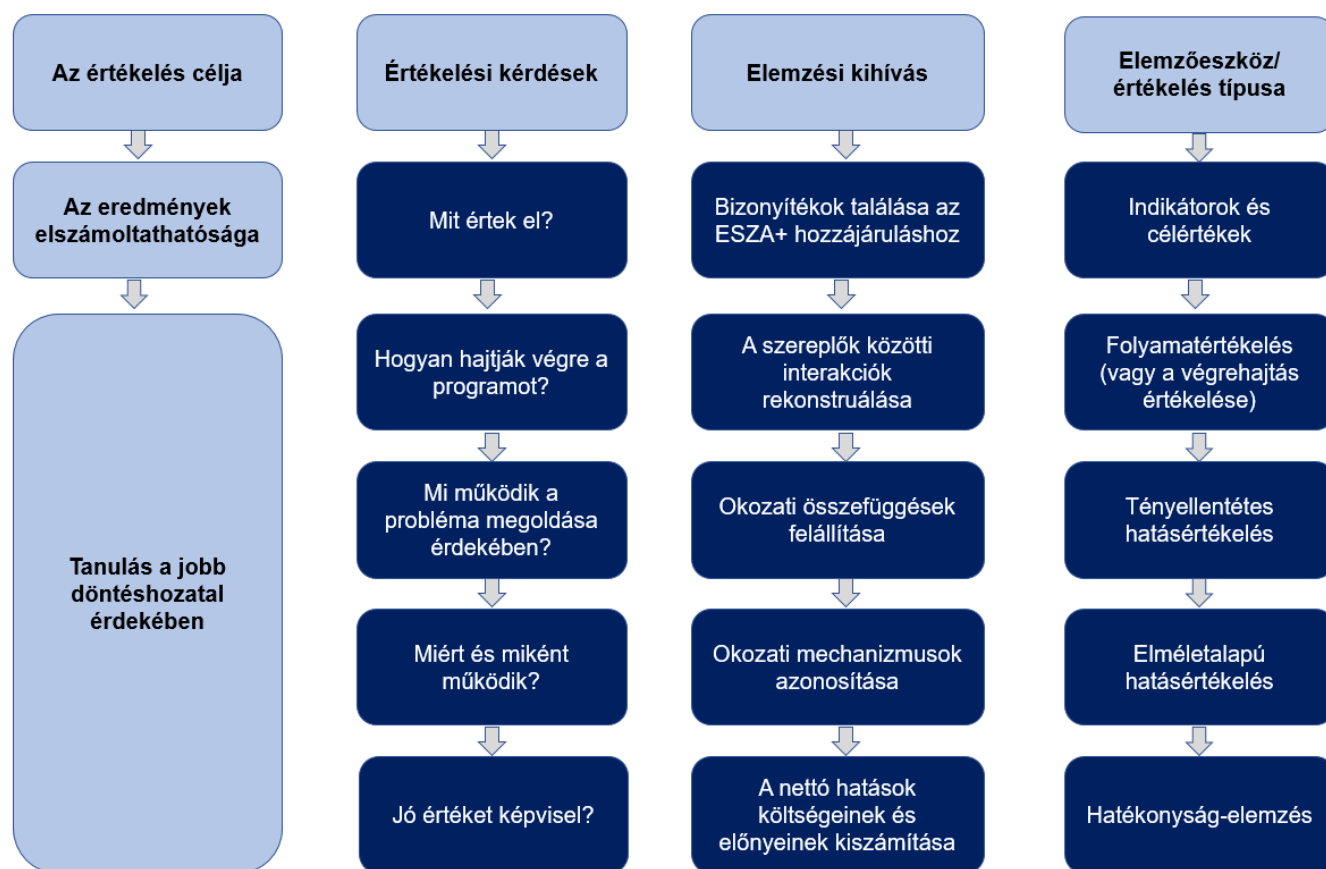 Az értékelés célja
Értékelési kérdések
Elemzési kihívás
Elemzőeszköz/
értékelés típusa
Az eredmények
elszámoltathatósága
Mit értek el?
Bizonyítékok találása az
ESZA+ hozzájáruláshoz
Indikátorok és
célértékek
Tanulás a jobb
döntéshozatal
érdekében
Hogyan hajtják végre a
programot?
A szereplők közötti
interakciók
rekonstruálása
Folyamatértékelés
(vagy a végrehajtás
értékelése)
Mi működik a
probléma megoldása
érdekében?
Okozati összefüggések
felállítása
Tényellentétes
hatásértékelés
Miért és miként
működik?
Okozati mechanizmusok
azonosítása
Elméletalapú
hatásértékelés
Jó értéket képvisel?
A nettó hatások
költségeinek és
előnyeinek kiszámítása
Hatékonyság-elemzés